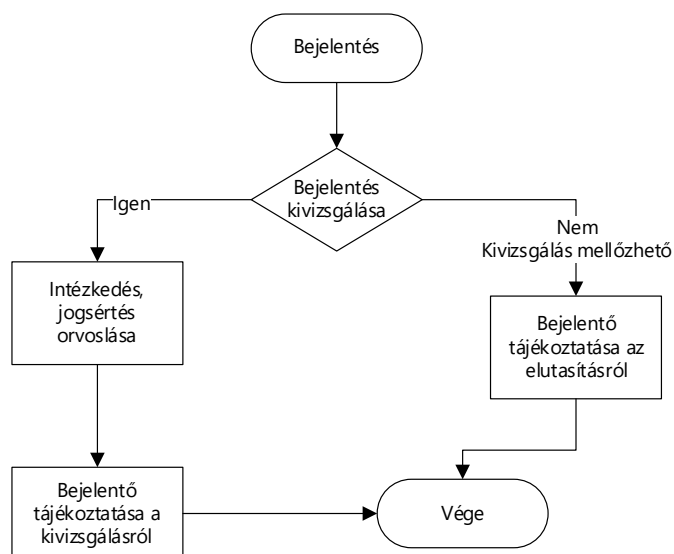 Bejelentés
Bejelentés
kivizsgálása
Igen
Nem
Kivizsgálás mellőzhető
Intézkedés,
jogsértés
orvoslása
Bejelentő
tájékoztatása az
elutasításról
Bejelentő
tájékoztatása a
kivizsgálásról
Vége